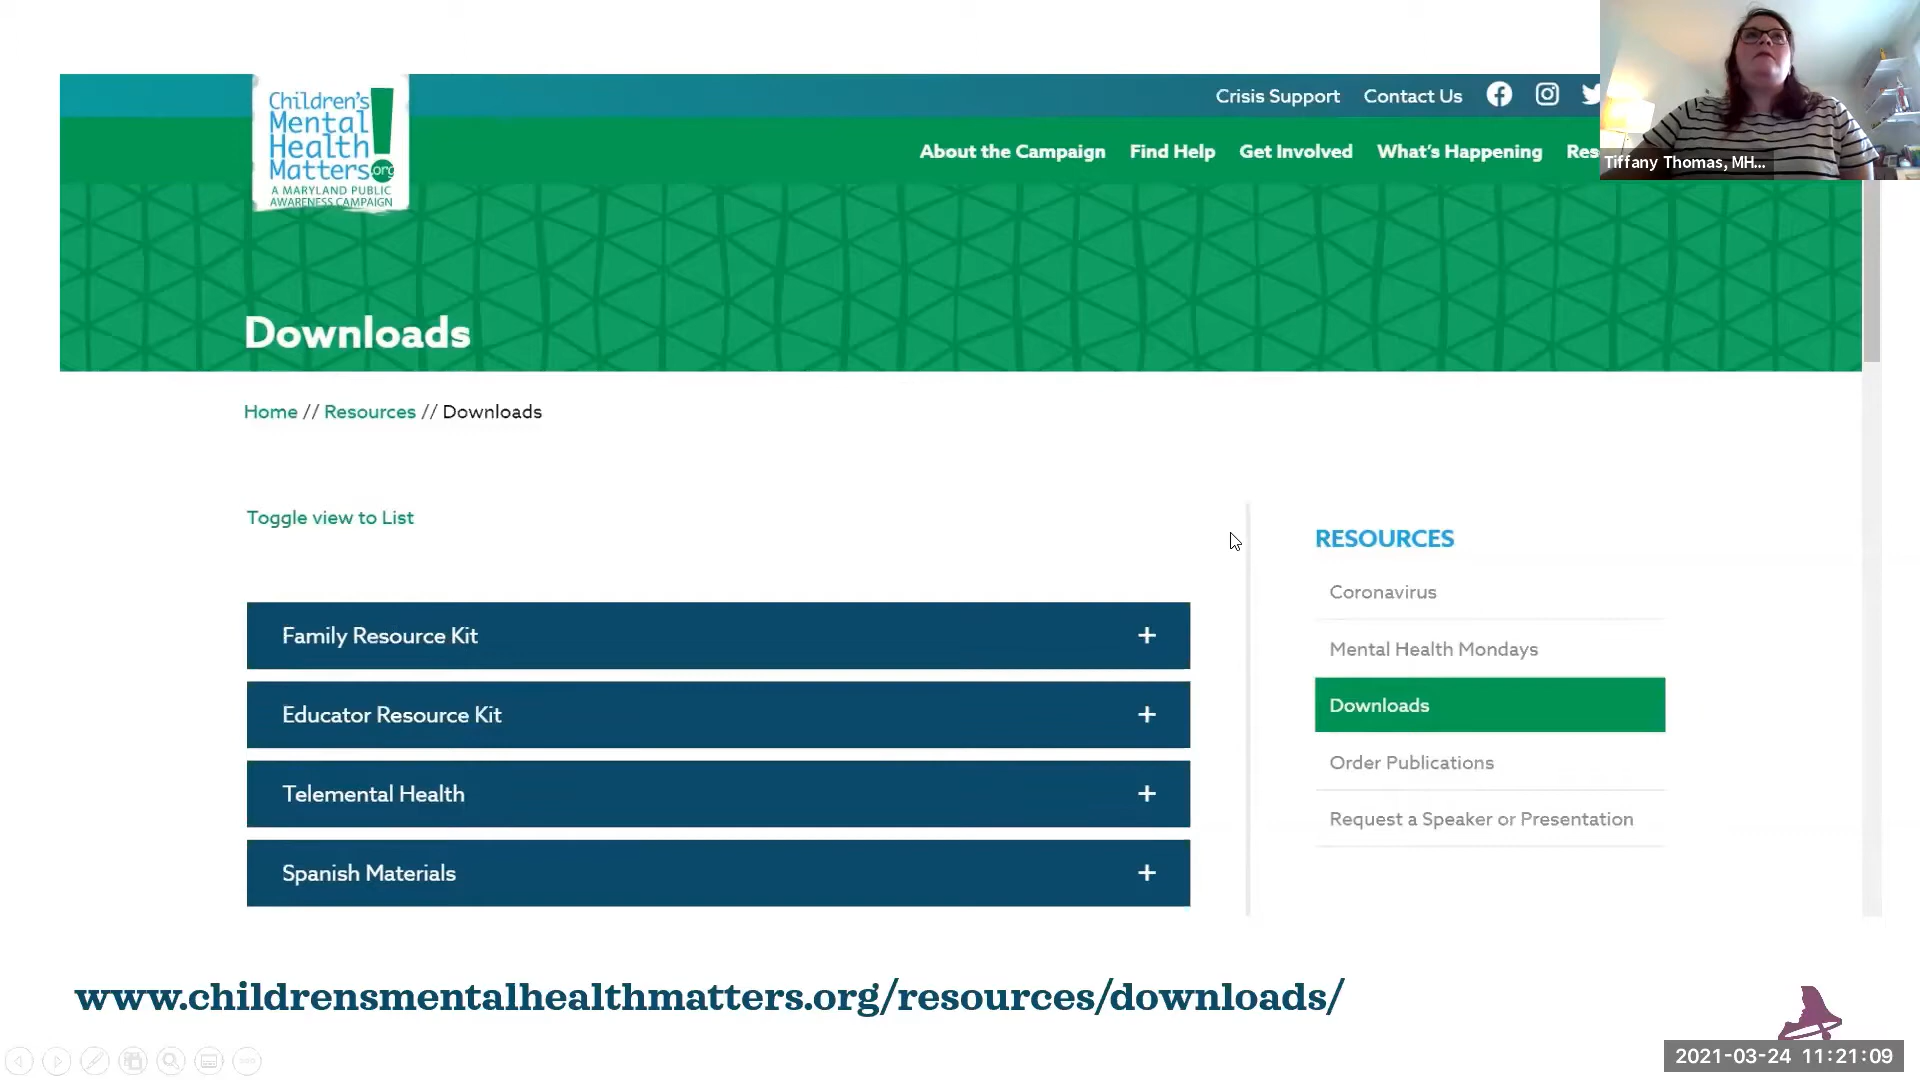 Children's
Mental
Health
Matters
.org
A MARYLAND PUBLIC
AWARENESS CAMPAIGN
Crisis Support Contact Us
About the Campaign Find Help Get Involved What's Happening Res
Tiffany Thomas, MH...
Downloads
Home // Resources // Downloads
Toggle view to List
Family Resource Kit +
Educator Resource Kit +
Telemental Health +
Spanish Materials +
RESOURCES
Coronavirus
Mental Health Mondays
Downloads
Order Publications
Request a Speaker or Presentation
www.childrensmentalhealthmatters.org/resources/downloads/
2021-03-24 11:21:09